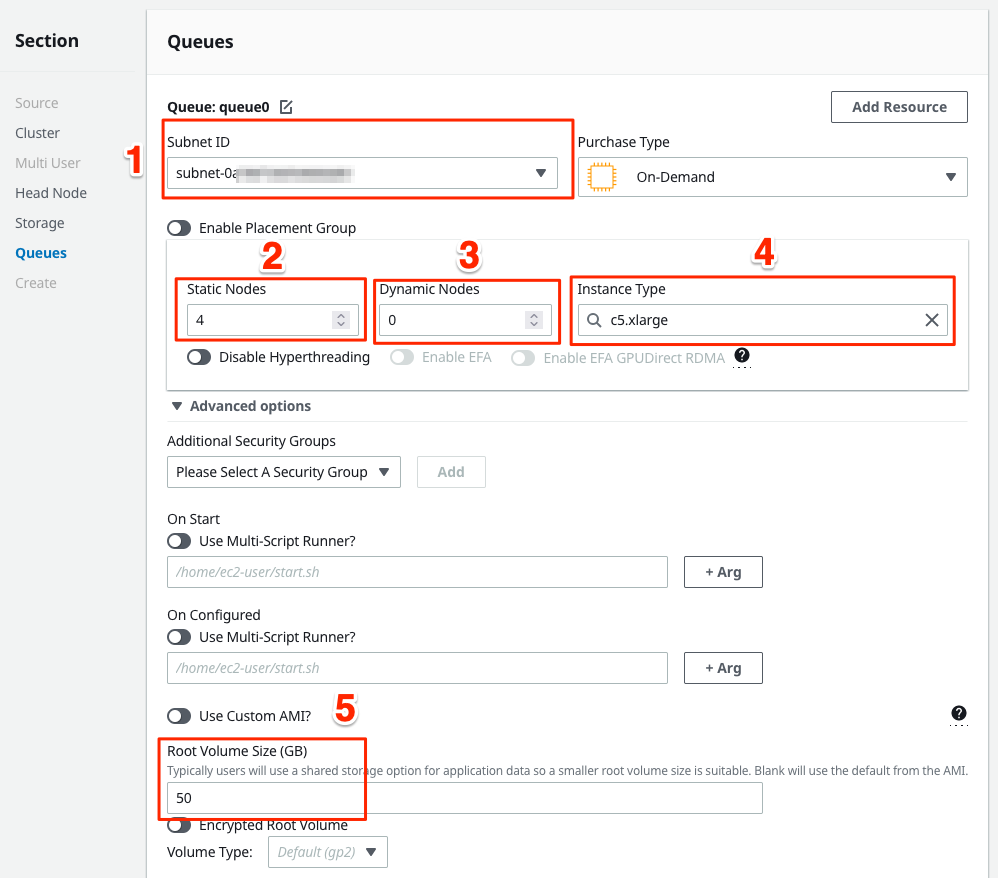 Section
Source
Cluster
Multi User
Head Node
Storage
Queues
Create
Queues
Queue: queue0
Add Resource
1
Subnet ID
subnet-0a
Purchase Type
On-Demand
Enable Placement Group
2
3
4
Static Nodes
4
Dynamic Nodes
0
Instance Type
c5.xlarge
Disable Hyperthreading
Enable EFA
Enable EFA GPUDirect RDMA
?
Advanced options
Additional Security Groups
Please Select A Security Group
Add
On Start
Use Multi-Script Runner?
/home/ec2-user/start.sh
+ Arg
On Configured
Use Multi-Script Runner?
/home/ec2-user/start.sh
+ Arg
Use Custom AMI?
5
?
Root Volume Size (GB)
Typically users will use a shared storage option for application data so a smaller root volume size is suitable. Blank will use the default from the AMI.
50
Encrypted Root Volume
Volume Type:
Default (gp2)